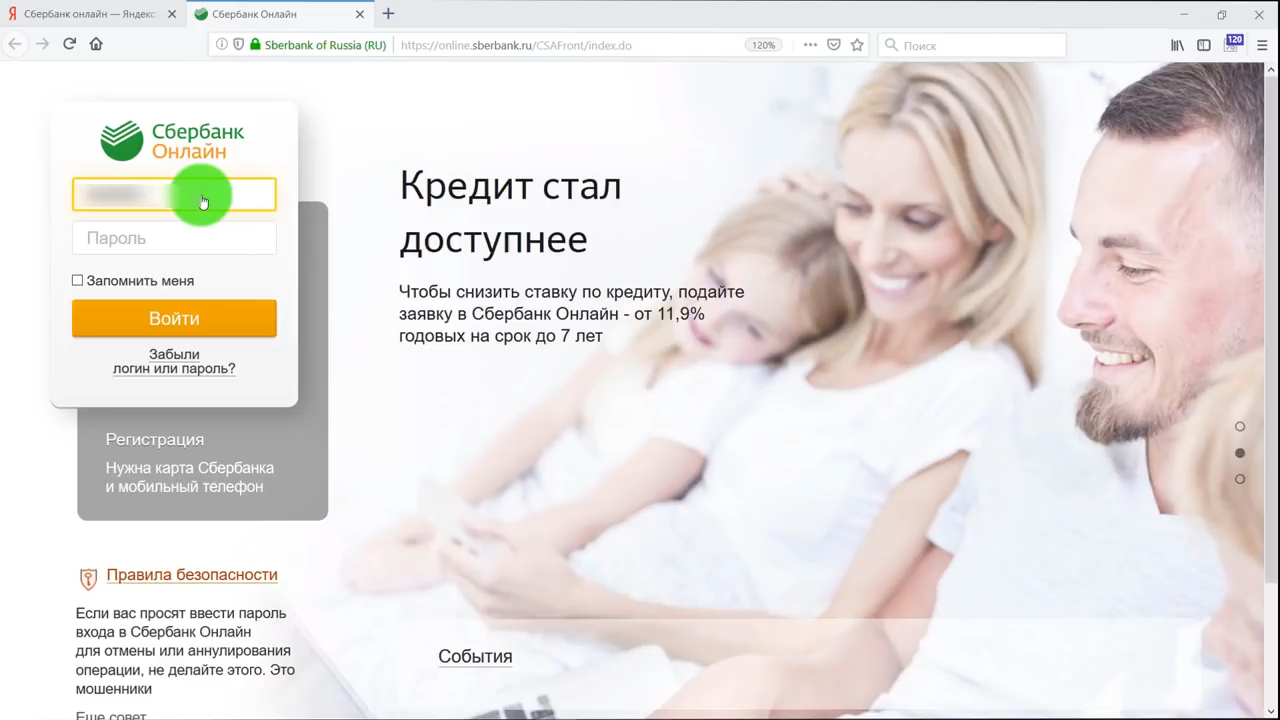 Сбербанк онлайн — Яндекс
Сбербанк Онлайн
Sberbank of Russia (RU)
https://online.sberbank.ru/CSAFront/index.do
120%
Поиск
120
Сбербанк
Онлайн
Пароль
Запомнить меня
Войти
Забыли
логин или пароль?
Регистрация
Нужна карта Сбербанка
и мобильный телефон
Правила безопасности
Если вас просят ввести пароль
входа в Сбербанк Онлайн
для отмены или аннулирования
операции, не делайте этого. Это
мошенники
Еще совет
Кредит стал
доступнее
Чтобы снизить ставку по кредиту, подайте
заявку в Сбербанк Онлайн - от 11,9%
годовых на срок до 7 лет
События